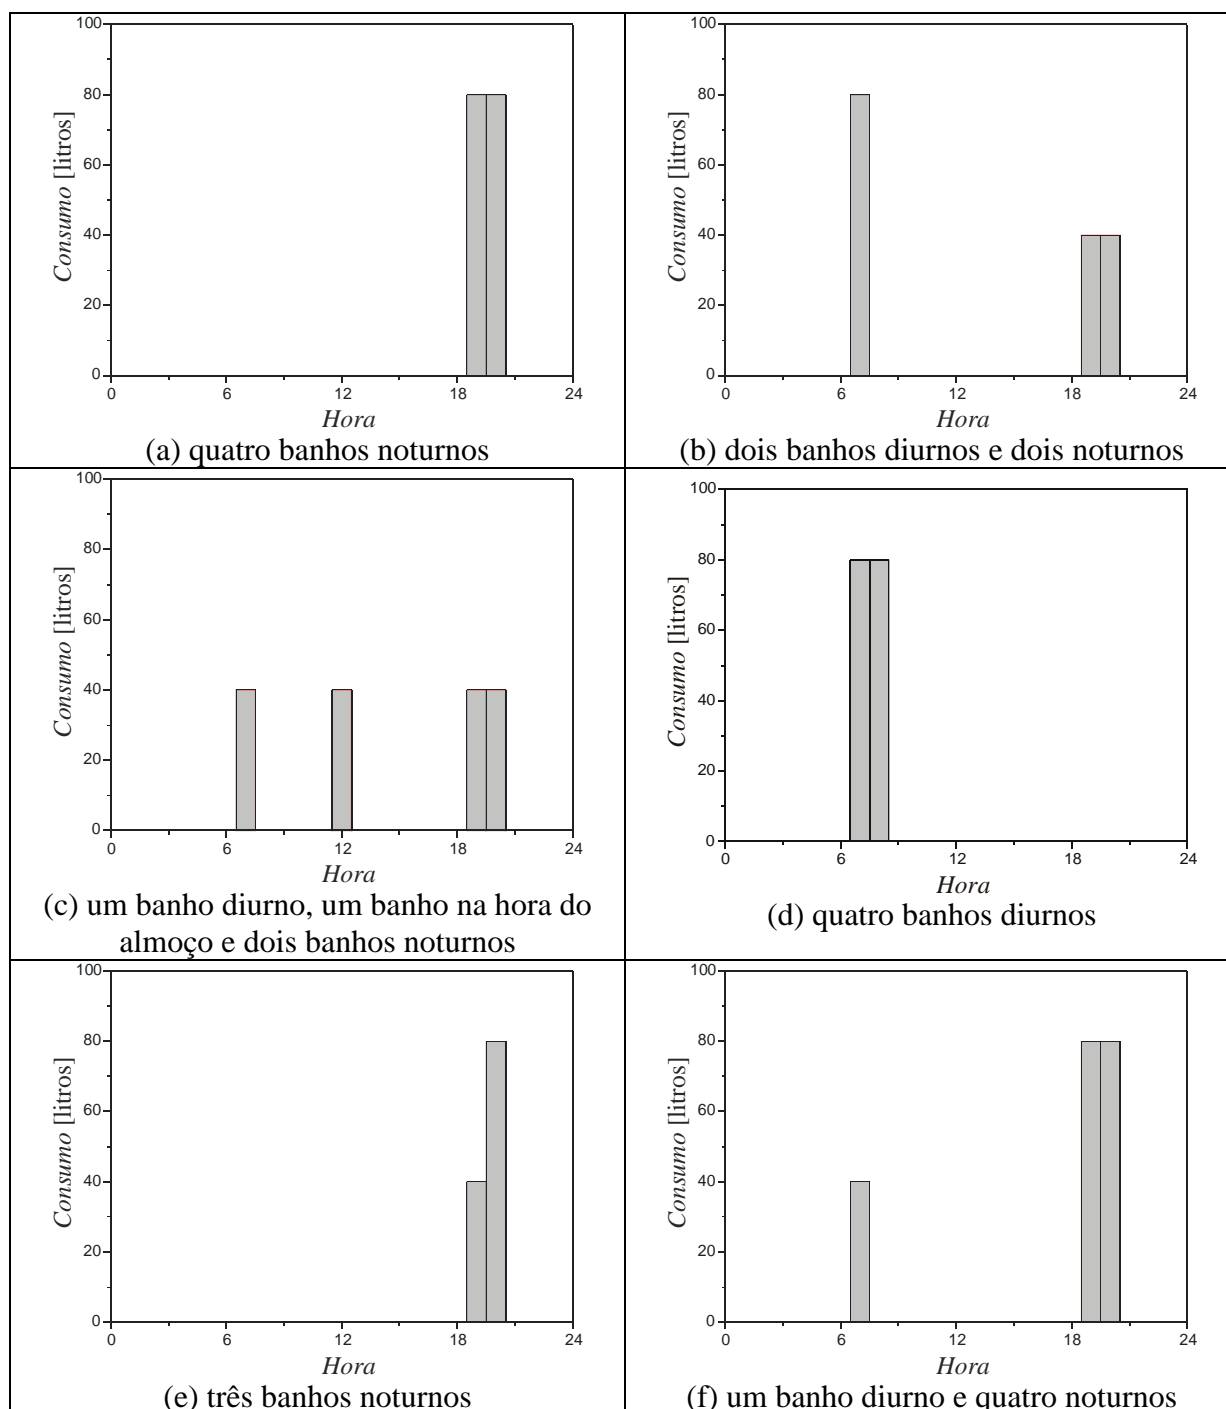 100
80
60
40
20
0
Consumo [litros]
0 6 12 18 24
Hora
(a) quatro banhos noturnos
100
80
60
40
20
0
Consumo [litros]
0 6 12 18 24
Hora
(b) dois banhos diurnos e dois noturnos
100
80
60
40
20
0
Consumo [litros]
0 6 12 18 24
Hora
(c) um banho diurno, um banho na hora do
almoço e dois banhos noturnos
100
80
60
40
20
0
Consumo [litros]
0 6 12 18 24
Hora
(d) quatro banhos diurnos
100
80
60
40
20
0
Consumo [litros]
0 6 12 18 24
Hora
(e) três banhos noturnos
100
80
60
40
20
0
Consumo [litros]
0 6 12 18 24
Hora
(f) um banho diurno e quatro noturnos